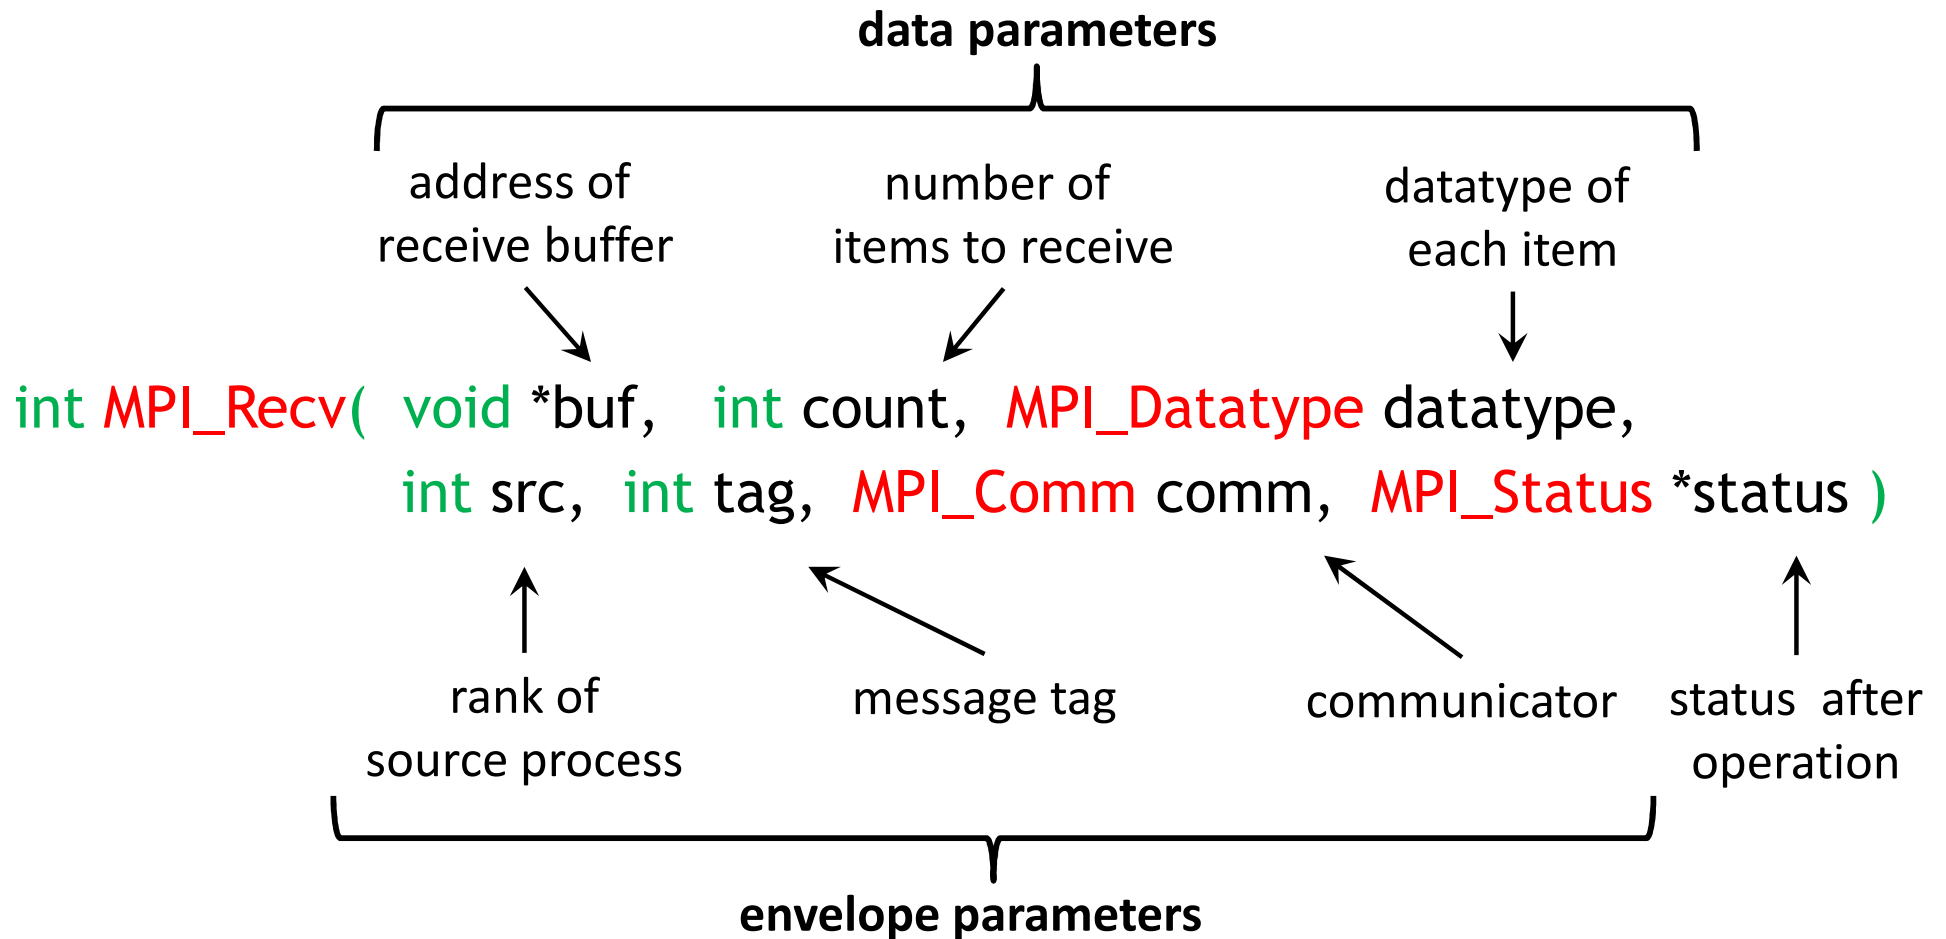 data parameters
address of
receive buffer
number of
items to receive
datatype of
each item
int MPI_Recv( void *buf, int count, MPI_Datatype datatype,
int src, int tag, MPI_Comm comm, MPI_Status *status )
rank of
source process
message tag
communicator
status after
operation
envelope parameters